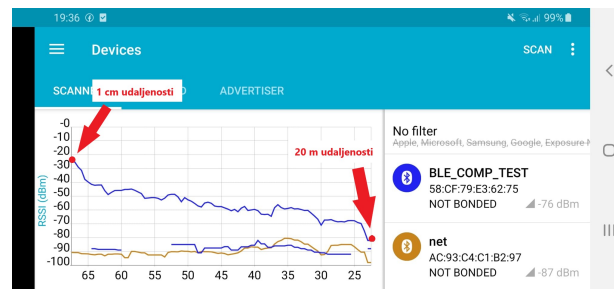 19:36 99%
Devices SCAN
SCANN D ADVERTISER
1 cm udaljenosti
20 m udaljenosti
RSSI (dBm)
-0
-10
-20
-30
-40
-50
-60
-70
-80
-90
-100
65 60 55 50 45 40 35 30 25
No filter
Apple, Microsoft, Samsung, Google, Exposure N
BLE_COMP_TEST
58:CF:79:E3:62:75
NOT BONDED -76 dBm
net
AC:93:C4:C1:B2:97
NOT BONDED -87 dBm